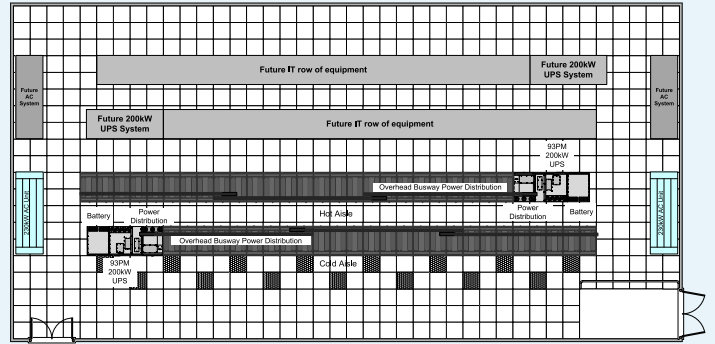 Future IT row of equipment
Future 200kW
UPS System
Future
AC
System
Future
AC
System
Future 200kW
UPS System
Future IT row of equipment
93PM
200kW
UPS
230kW AC Unit
Overhead Busway Power Distribution
230kW AC Unit
Battery
Power
Distribution
Hot Aisle
Power
Distribution
Battery
Overhead Busway Power Distribution
93PM
200kW
UPS
Cold Aisle